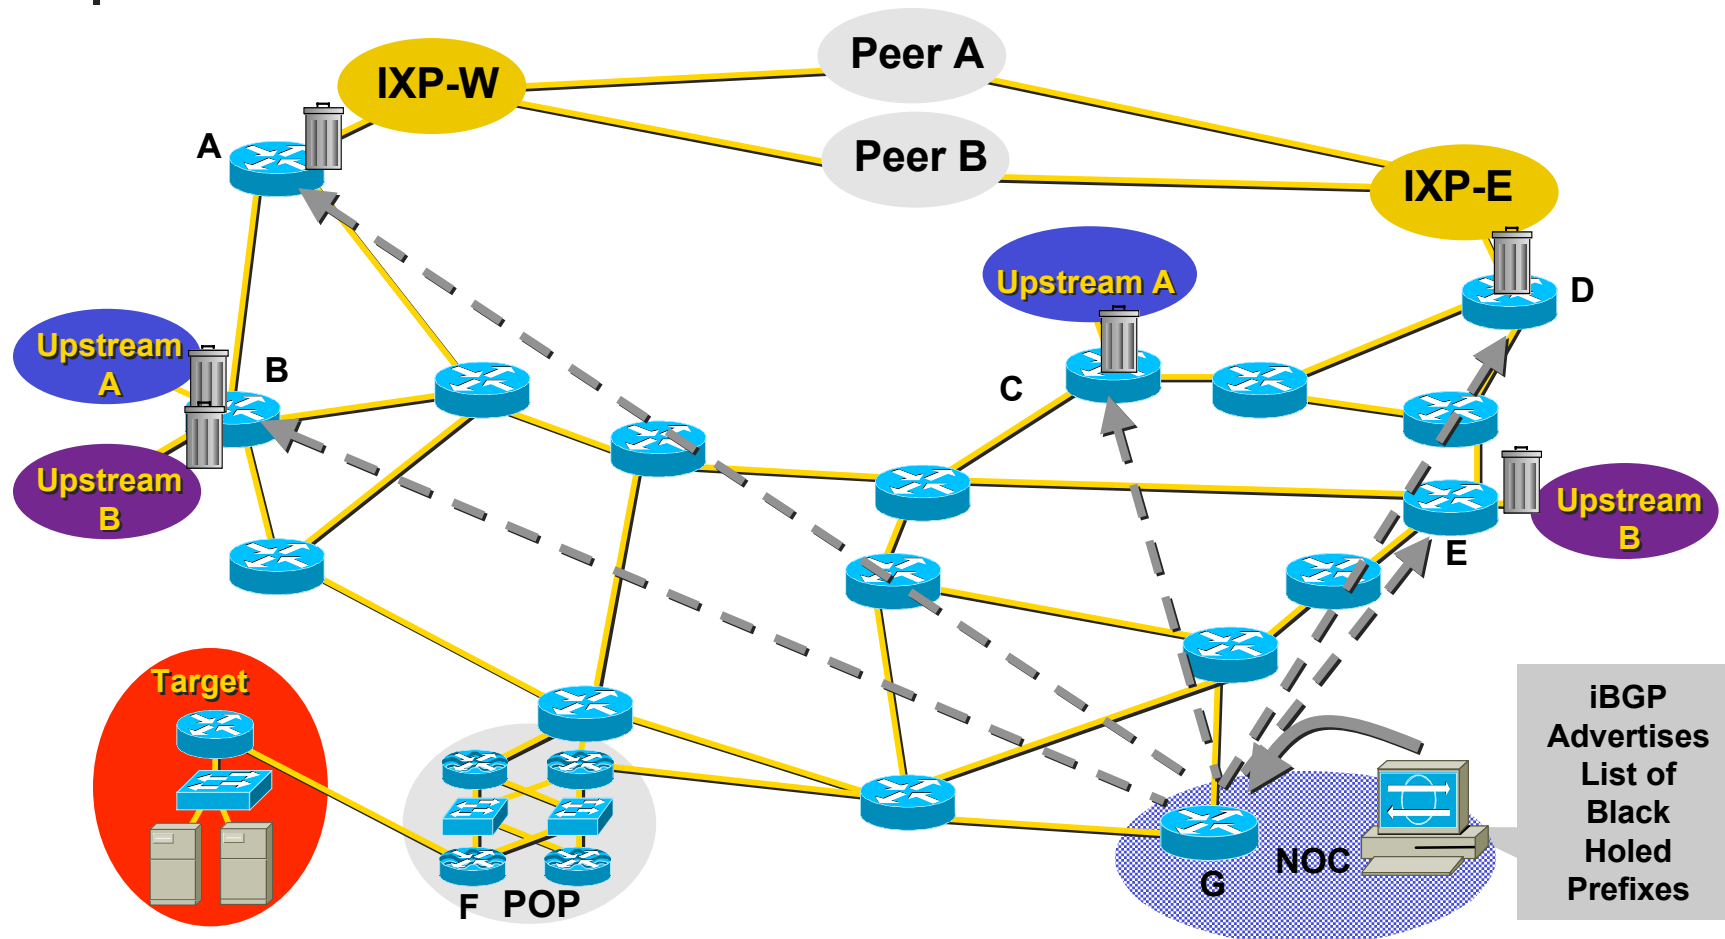 Peer A
IXP-W
A
Peer B
IXP-E
Upstream A
D
Upstream
A
B
C
Upstream
B
Upstream
B
E
Target
iBGP
Advertises
List of
Black
Holed
Prefixes
NOC
G
F
POP